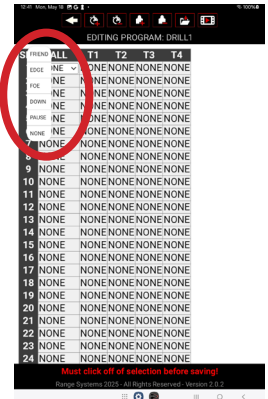 12:41 Mon, May 19
100%
EDITING PROGRAM: DRILL1
ALL T1 T2 T3 T4
FRIEND
EDGE
FOE
DOWN
PAUSE
NONE
NE NONE NONE NONE NONE
NE NONE NONE NONE NONE
NE NONE NONE NONE NONE
NE NONE NONE NONE NONE
NE NONE NONE NONE NONE
NE NONE NONE NONE NONE
7 NONE NONE NONE NONE NONE
8 NONE NONE NONE NONE NONE
9 NONE NONE NONE NONE NONE
10 NONE NONE NONE NONE NONE
11 NONE NONE NONE NONE NONE
12 NONE NONE NONE NONE NONE
13 NONE NONE NONE NONE NONE
14 NONE NONE NONE NONE NONE
15 NONE NONE NONE NONE NONE
16 NONE NONE NONE NONE NONE
17 NONE NONE NONE NONE NONE
18 NONE NONE NONE NONE NONE
19 NONE NONE NONE NONE NONE
20 NONE NONE NONE NONE NONE
21 NONE NONE NONE NONE NONE
22 NONE NONE NONE NONE NONE
23 NONE NONE NONE NONE NONE
24 NONE NONE NONE NONE NONE
Must click off of selection before saving!
Range Systems 2025 - All Rights Reserved - Version 2.0.2